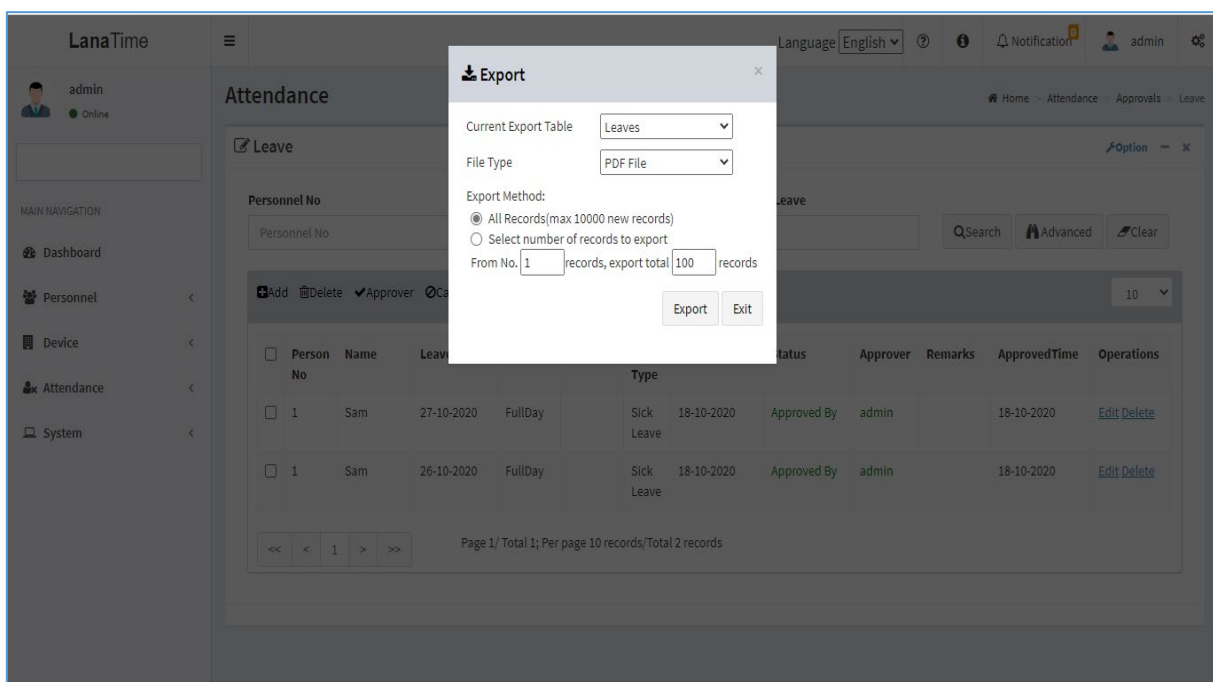 LanaTime
Language English ? Notification 0 admin
admin
Online
Attendance
Home > Attendance > Approvals > Leave
Export ×
Current Export Table Leaves
File Type PDF File
Export Method:
All Records(max 10000 new records)
Select number of records to export
From No. 1 records, export total 100 records
Export Exit
Leave
Option − ×
MAIN NAVIGATION
Dashboard
Personnel <
Device <
Attendance <
System <
Personnel No
Personnel No
Leave
Search Advanced Clear
Add Delete Approver
10
Person No Name Type Status Approver Remarks ApprovedTime Operations
1 Sam 27-10-2020 FullDay Sick Leave 18-10-2020 Approved By admin 18-10-2020 Edit Delete
1 Sam 26-10-2020 FullDay Sick Leave 18-10-2020 Approved By admin 18-10-2020 Edit Delete
<< < 1 > >> Page 1/ Total 1; Per page 10 records/Total 2 records